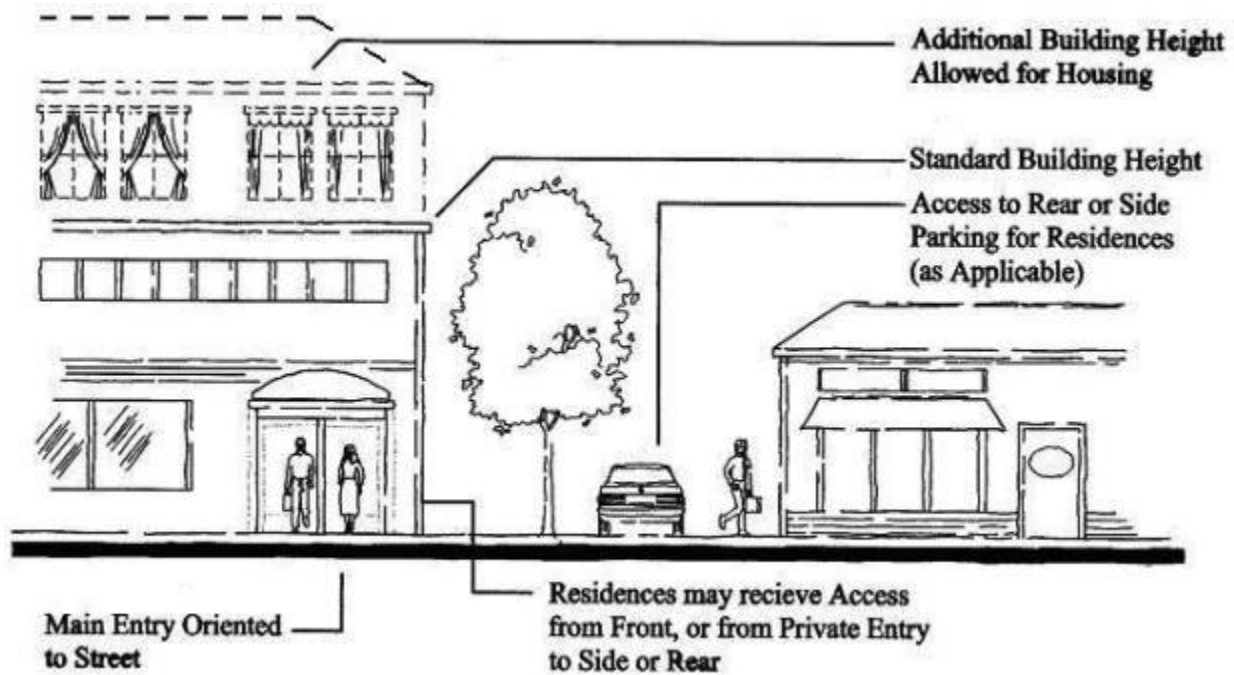 Additional Building Height
Allowed for Housing
Standard Building Height
Access to Rear or Side
Parking for Residences
(as Applicable)
Main Entry Oriented
to Street
Residences may recieve Access
from Front, or from Private Entry
to Side or Rear